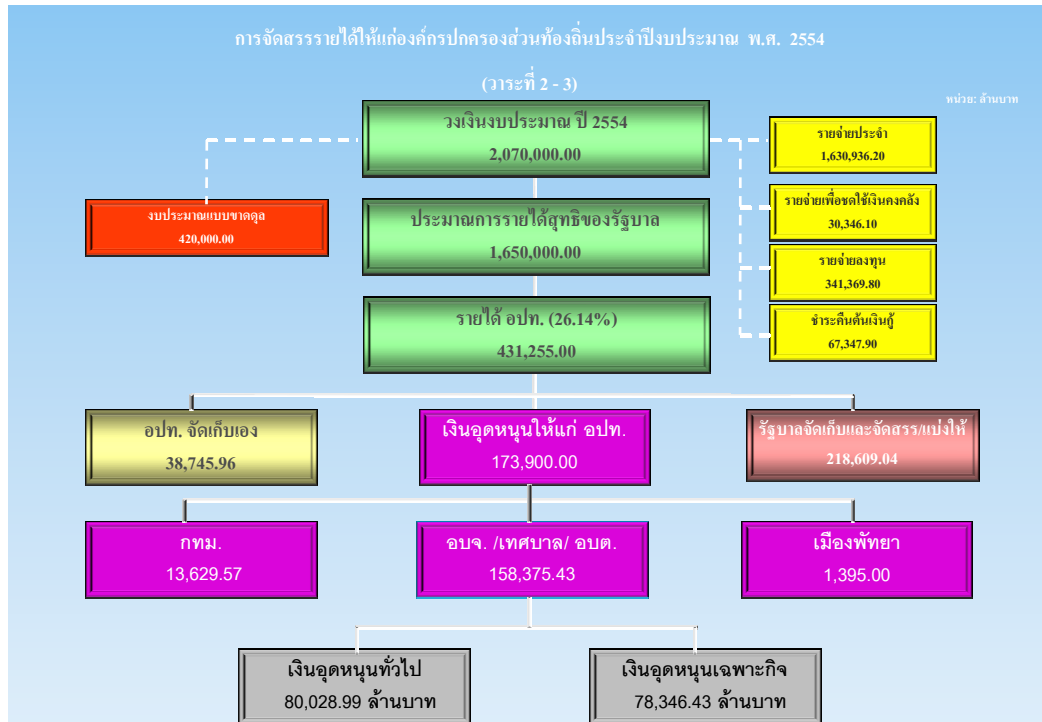 การจัดสรรรายได้ให้แก่องค์กรปกครองส่วนท้องถิ่นประจำปีงบประมาณ พ.ศ. 2554
(วาระที่ 2 - 3)
หน่วย: ล้านบาท
วงเงินงบประมาณ ปี 2554
2,070,000.00
รายจ่ายประจำ
1,630,936.20
งบประมาณแบบขาดดุล
420,000.00
ประมาณการรายได้สุทธิของรัฐบาล
1,650,000.00
รายจ่ายเพื่อชดใช้เงินคงคลัง
30,346.10
รายจ่ายลงทุน
341,369.80
รายได้ อปท. (26.14%)
431,255.00
ชำระคืนต้นเงินกู้
67,347.90
อปท. จัดเก็บเอง
38,745.96
เงินอุดหนุนให้แก่ อปท.
173,900.00
รัฐบาลจัดเก็บและจัดสรร/แบ่งให้
218,609.04
กทม.
13,629.57
อบจ. /เทศบาล/ อบต.
158,375.43
เมืองพัทยา
1,395.00
เงินอุดหนุนทั่วไป
80,028.99 ล้านบาท
เงินอุดหนุนเฉพาะกิจ
78,346.43 ล้านบาท